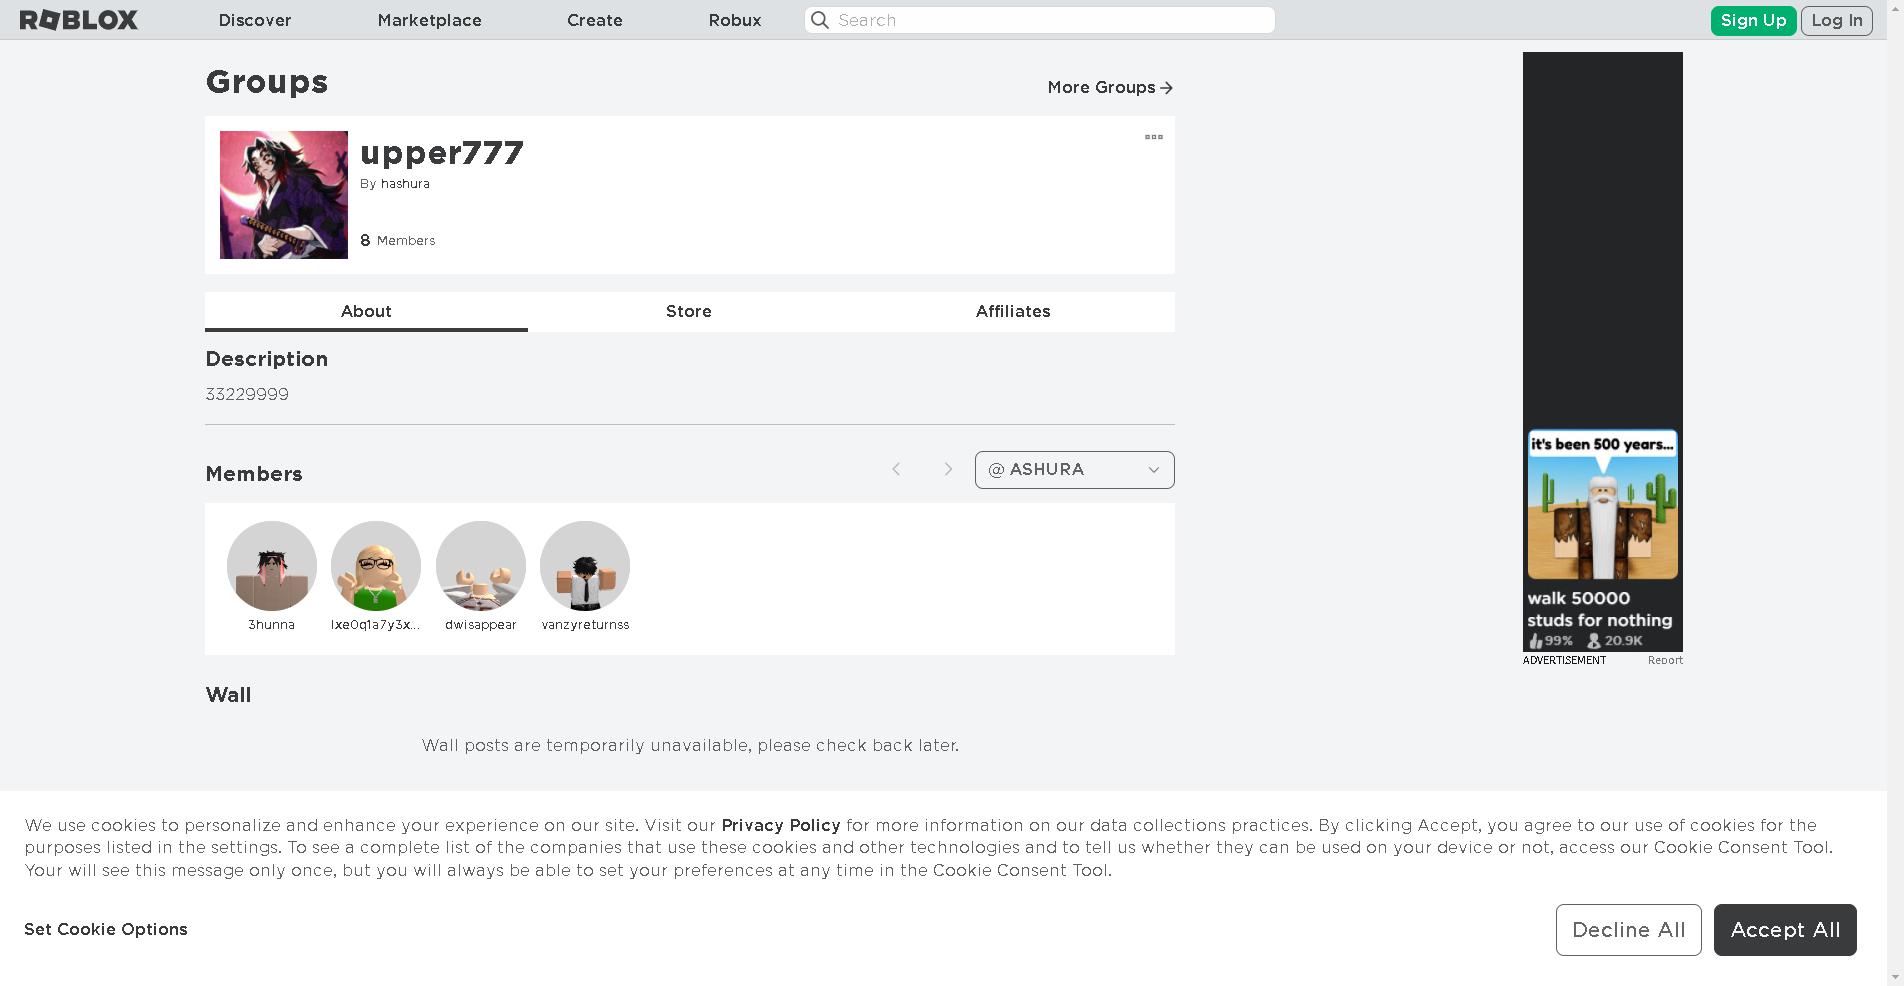 ROBLOX Discover Marketplace Create Robux Search Sign Up Log In
Groups
More Groups
upper777
By hashura
8 Members
About Store Affiliates
Description
33229999
Members
@ ASHURA
3hunna lxe0q1a7y3x... dwisappear vanzyreturnss
Wall
Wall posts are temporarily unavailable, please check back later.
it's been 500 years...
walk 50000
studs for nothing
99% 20.9K
ADVERTISEMENT Report
We use cookies to personalize and enhance your experience on our site. Visit our Privacy Policy for more information on our data collections practices. By clicking Accept, you agree to our use of cookies for the
purposes listed in the settings. To see a complete list of the companies that use these cookies and other technologies and to tell us whether they can be used on your device or not, access our Cookie Consent Tool.
Your will see this message only once, but you will always be able to set your preferences at any time in the Cookie Consent Tool.
Set Cookie Options
Decline All Accept All